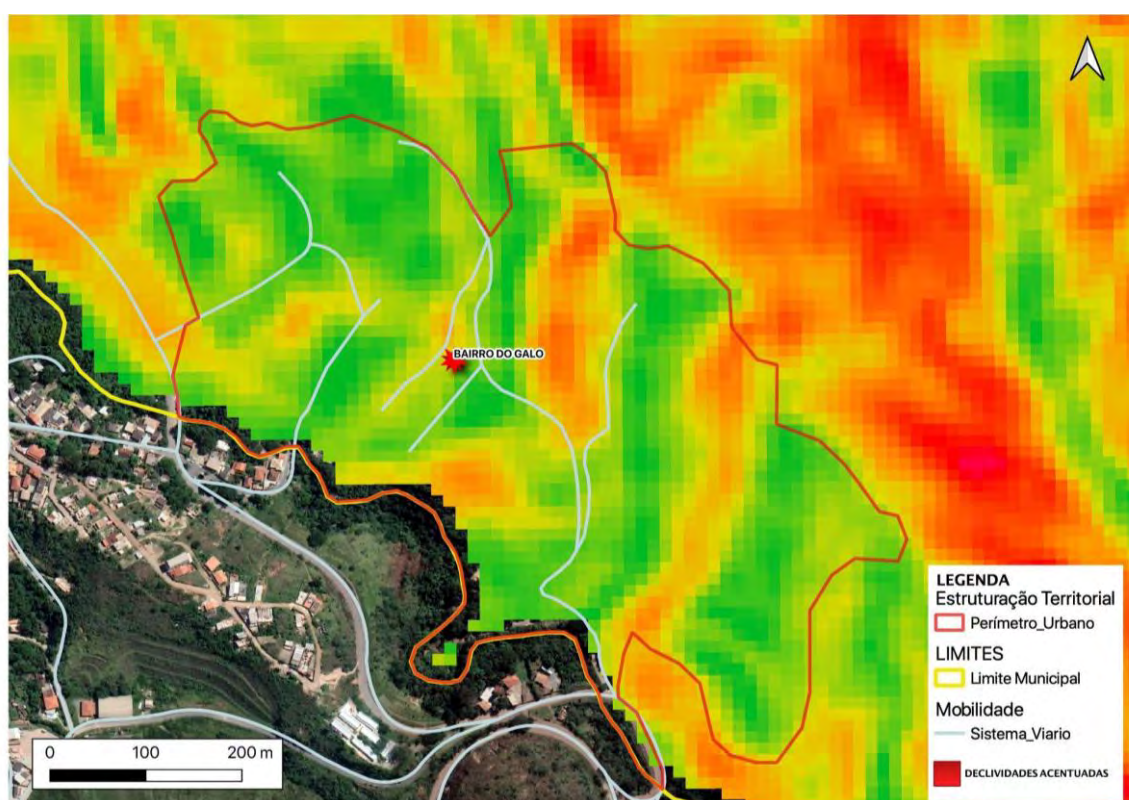 BAIRRO DO GALO
LEGENDA
Estruturação Territorial
Perímetro_Urbano
LIMITES
Limite Municipal
Mobilidade
Sistema_Viario
DECLIVIDADES ACENTUADAS
0 100 200 m